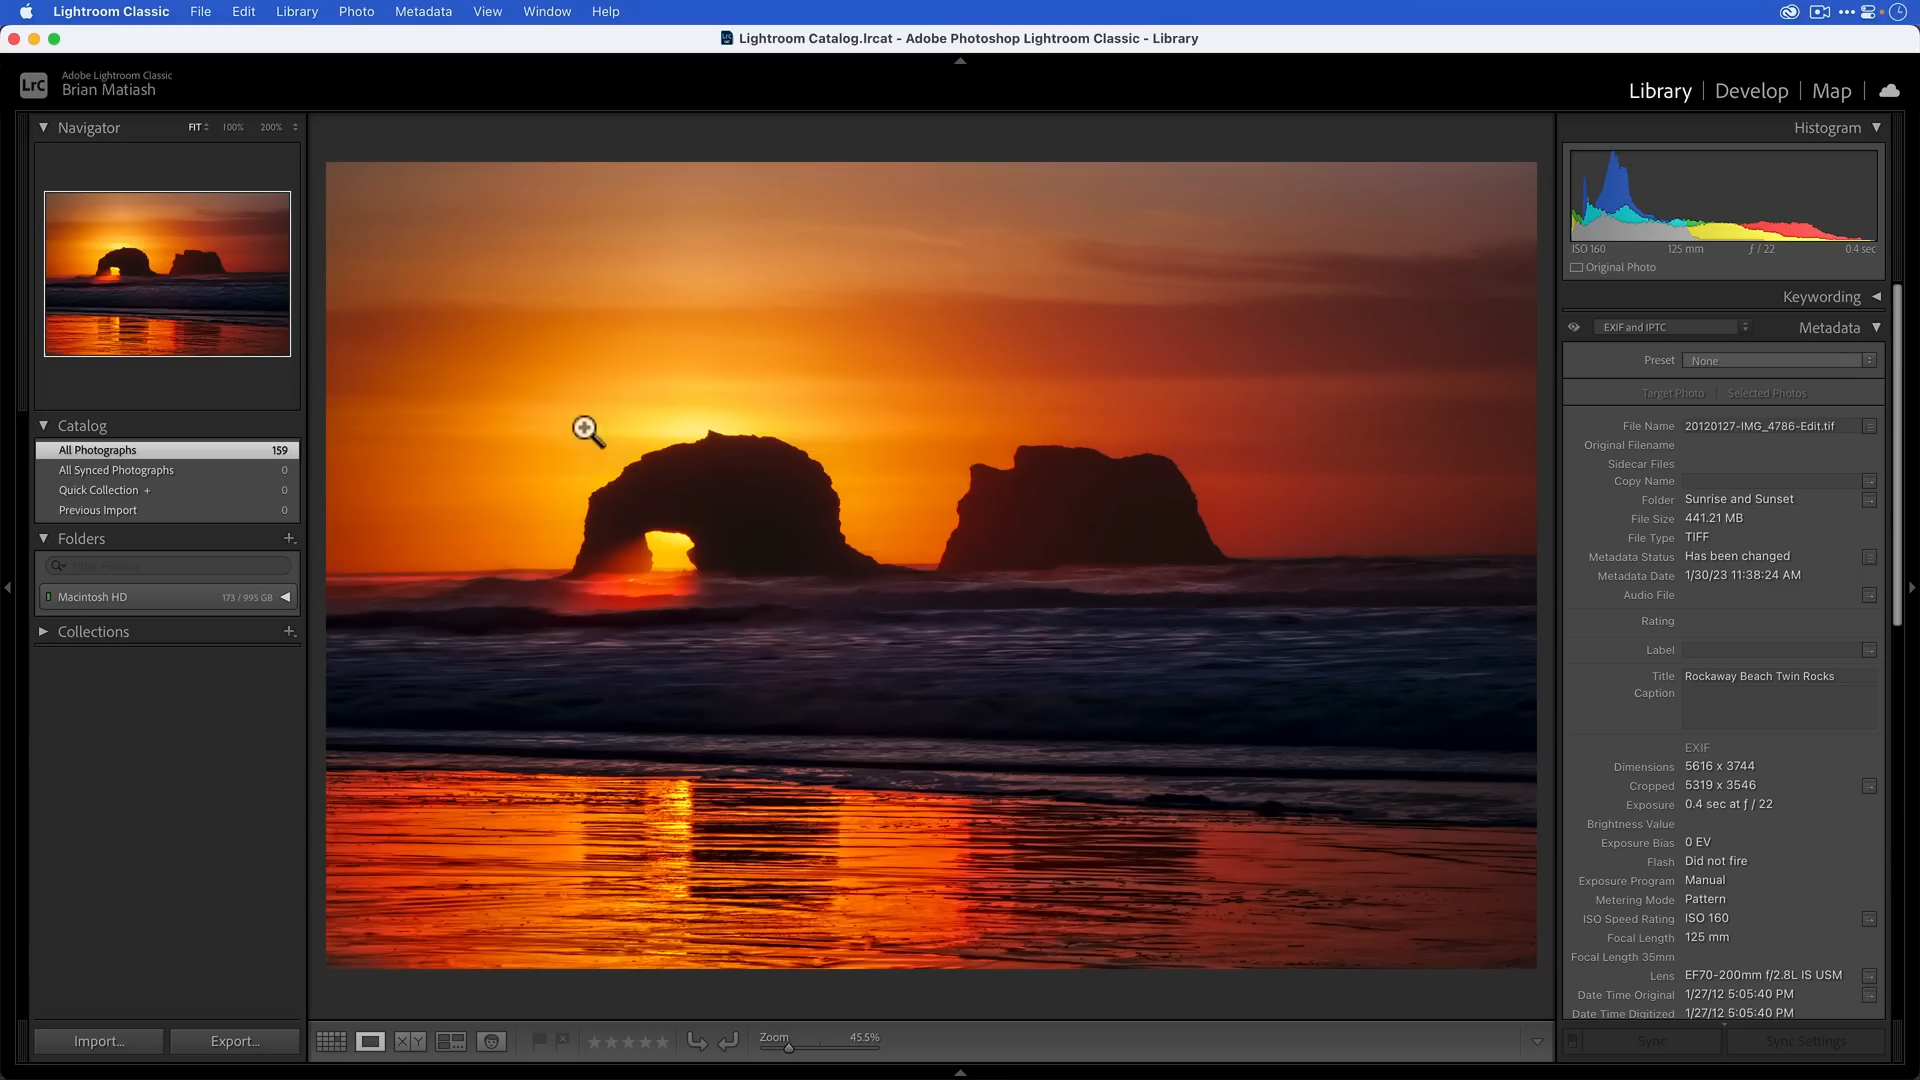 Lightroom Classic File Edit Library Photo Metadata View Window Help
Lightroom Catalog.lrcat - Adobe Photoshop Lightroom Classic - Library
LrC
Adobe Lightroom Classic
Brian Matiash
Library | Develop | Map
Navigator FIT 100% 200%
Catalog
All Photographs 159
All Synced Photographs 0
Quick Collection + 0
Previous Import 0
Folders
Filter Folders
Macintosh HD 173 / 995 GB
Collections
Import... Export...
XY
Zoom 45.5%
Histogram
ISO 160 125 mm ƒ / 22 0.4 sec
Original Photo
Keywording
EXIF and IPTC Metadata
Preset None
Target Photo Selected Photos
File Name 20120127-IMG_4786-Edit.tif
Original Filename
Sidecar Files
Copy Name
Folder Sunrise and Sunset
File Size 441.21 MB
File Type TIFF
Metadata Status Has been changed
Metadata Date 1/30/23 11:38:24 AM
Audio File
Rating
Label
Title Rockaway Beach Twin Rocks
Caption
EXIF
Dimensions 5616 x 3744
Cropped 5319 x 3546
Exposure 0.4 sec at ƒ / 22
Brightness Value
Exposure Bias 0 EV
Flash Did not fire
Exposure Program Manual
Metering Mode Pattern
ISO Speed Rating ISO 160
Focal Length 125 mm
Focal Length 35mm
Lens EF70-200mm f/2.8L IS USM
Date Time Original 1/27/12 5:05:40 PM
Date Time Digitized 1/27/12 5:05:40 PM
Sync Sync Settings